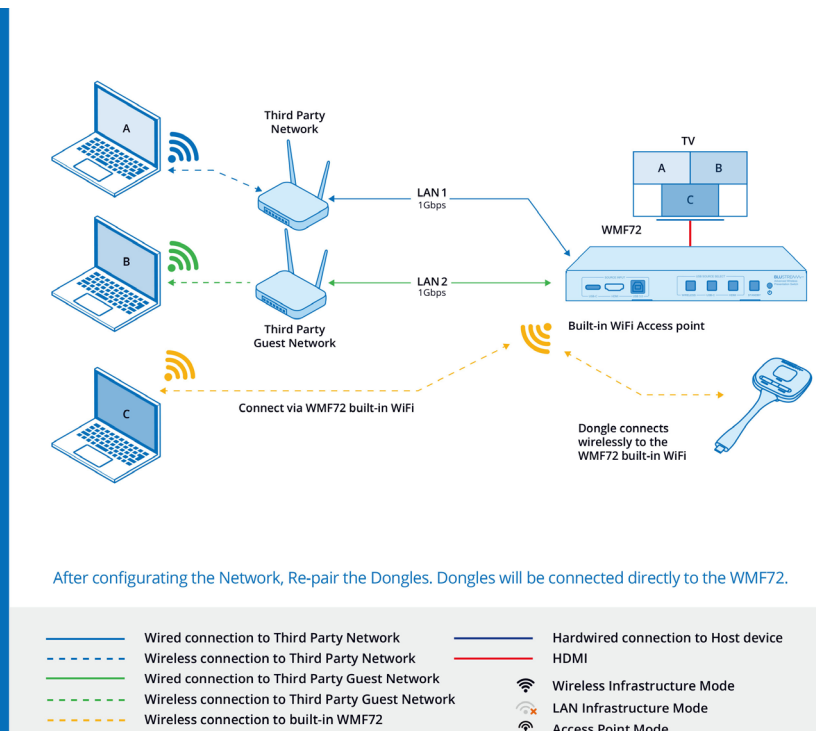 A
Third Party
Network
TV
A
B
C
LAN 1
1Gbps
WMF72
B
LAN 2
1Gbps
Third Party
Guest Network
Built-in WiFi Access point
C
Connect via WMF72 built-in WiFi
Dongle connects
wirelessly to the
WMF72 built-in WiFi
After configurating the Network, Re-pair the Dongles. Dongles will be connected directly to the WMF72.
Wired connection to Third Party Network
Wireless connection to Third Party Network
Wired connection to Third Party Guest Network
Wireless connection to Third Party Guest Network
Wireless connection to built-in WMF72
Hardwired connection to Host device
HDMI
Wireless Infrastructure Mode
LAN Infrastructure Mode
Access Point Mode